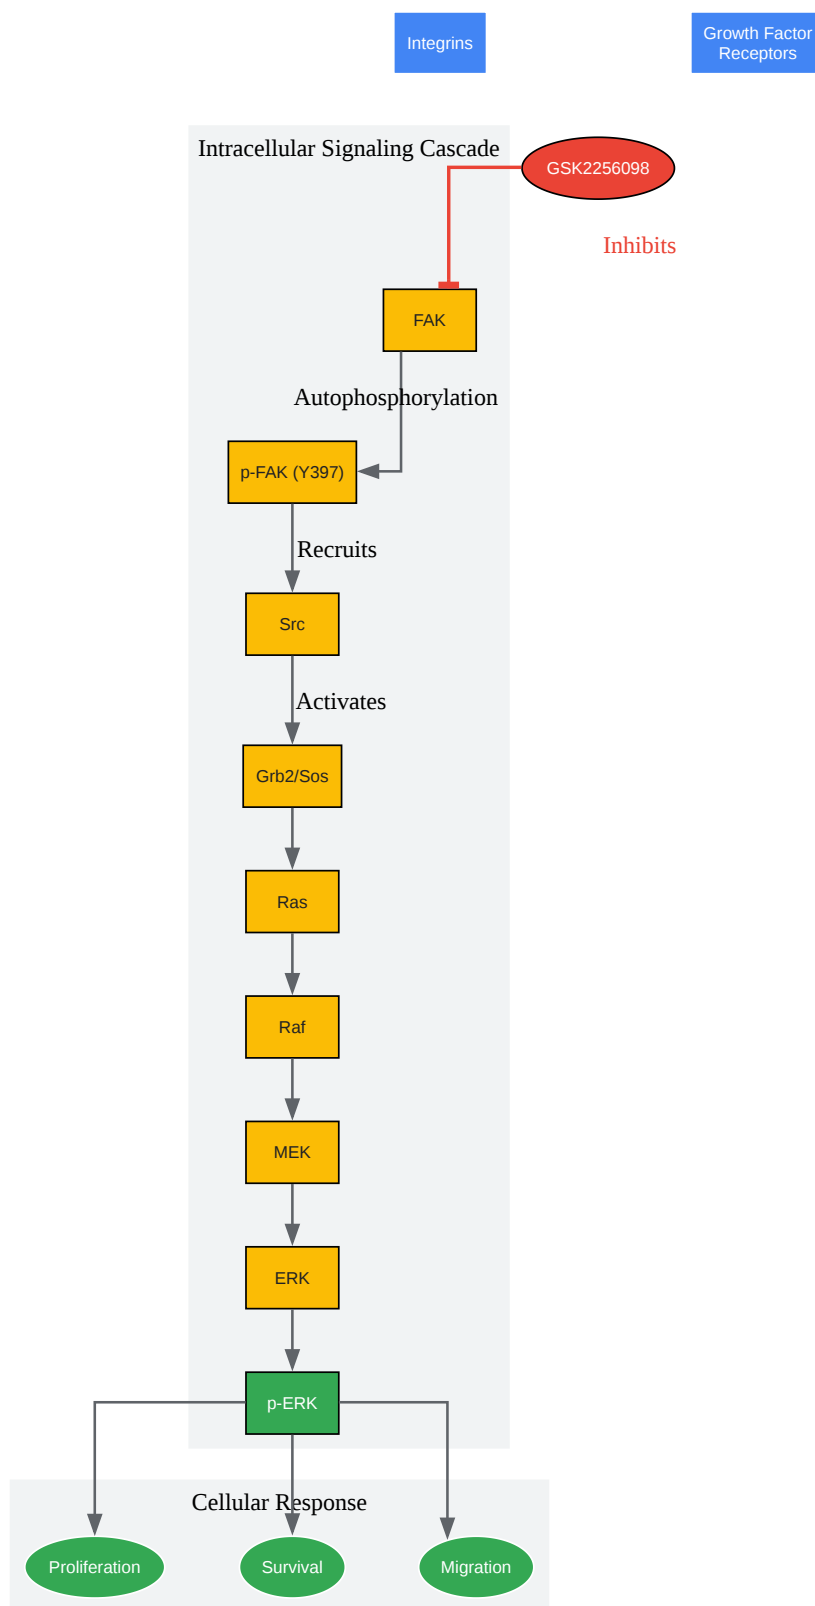 Integrins
Growth Factor
Receptors
Intracellular Signaling Cascade
GSK2256098
Inhibits
FAK
Autophosphorylation
p-FAK (Y397)
Recruits
Src
Activates
Grb2/Sos
Ras
Raf
MEK
ERK
p-ERK
Cellular Response
Proliferation
Survival
Migration